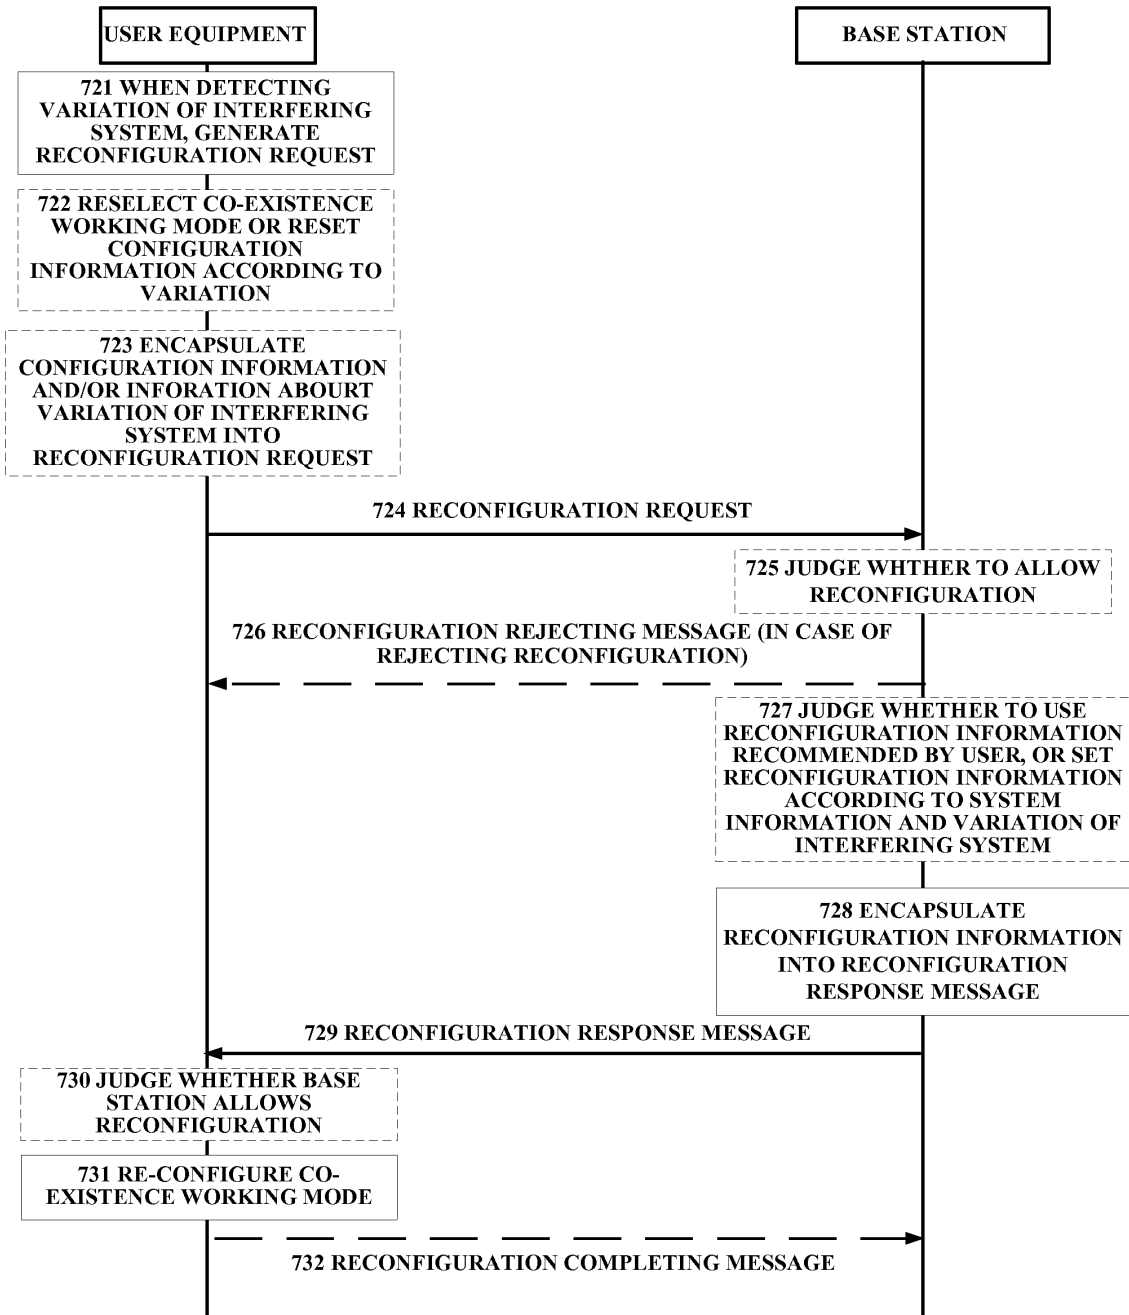 USER EQUIPMENT
BASE STATION
721 WHEN DETECTING
VARIATION OF INTERFERING
SYSTEM, GENERATE
RECONFIGURATION REQUEST
722 RESELECT CO-EXISTENCE
WORKING MODE OR RESET
CONFIGURATION
INFORMATION ACCORDING TO
VARIATION
723 ENCAPSULATE
CONFIGURATION INFORMATION
AND/OR INFORATION ABOURT
VARIATION OF INTERFERING
SYSTEM INTO
RECONFIGURATION REQUEST
724 RECONFIGURATION REQUEST
725 JUDGE WHTHER TO ALLOW
RECONFIGURATION
726 RECONFIGURATION REJECTING MESSAGE (IN CASE OF
REJECTING RECONFIGURATION)
727 JUDGE WHETHER TO USE
RECONFIGURATION INFORMATION
RECOMMENDED BY USER, OR SET
RECONFIGURATION INFORMATION
ACCORDING TO SYSTEM
INFORMATION AND VARIATION OF
INTERFERING SYSTEM
728 ENCAPSULATE
RECONFIGURATION INFORMATION
INTO RECONFIGURATION
RESPONSE MESSAGE
729 RECONFIGURATION RESPONSE MESSAGE
730 JUDGE WHETHER BASE
STATION ALLOWS
RECONFIGURATION
731 RE-CONFIGURE CO-
EXISTENCE WORKING MODE
732 RECONFIGURATION COMPLETING MESSAGE